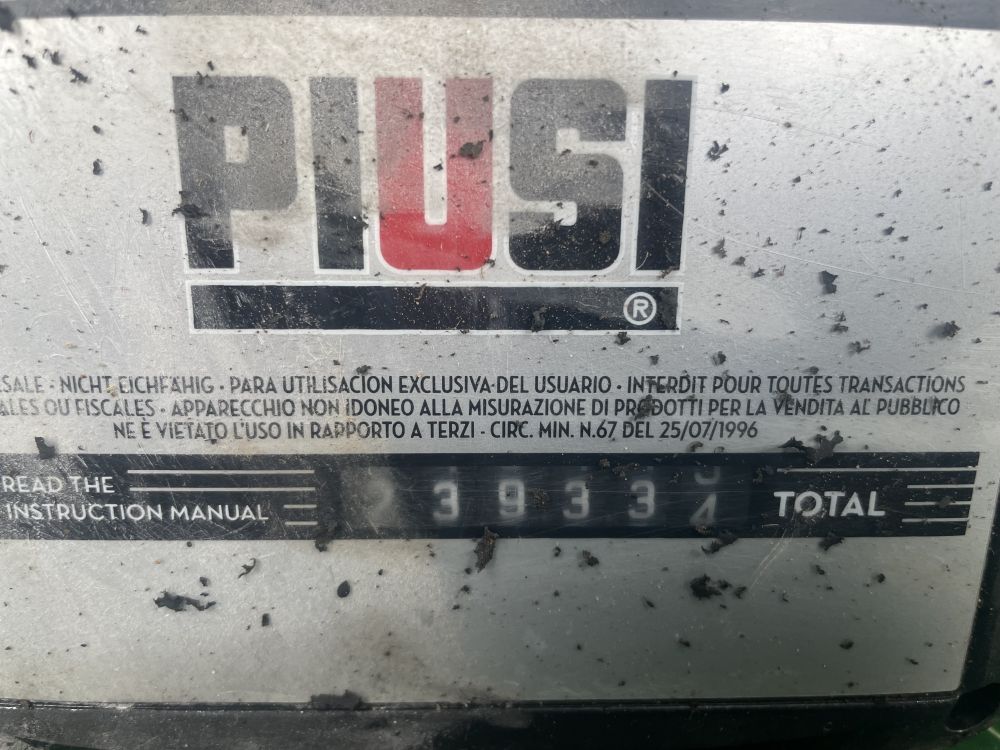 PIUSI
®
SALE · NICHT EICHFÄHIG · PARA UTILISACION EXCLUSIVA DEL USUARIO · INTERDIT POUR TOUTES TRANSACTIONS
ALES OU FISCALES · APPARECCHIO NON IDONEO ALLA MISURAZIONE DI PRODOTTI PER LA VENDITA AL PUBBLICO
NE È VIETATO L'USO IN RAPPORTO A TERZI · CIRC. MIN. N.67 DEL 25/07/1996
READ THE
INSTRUCTION MANUAL
239334 TOTAL